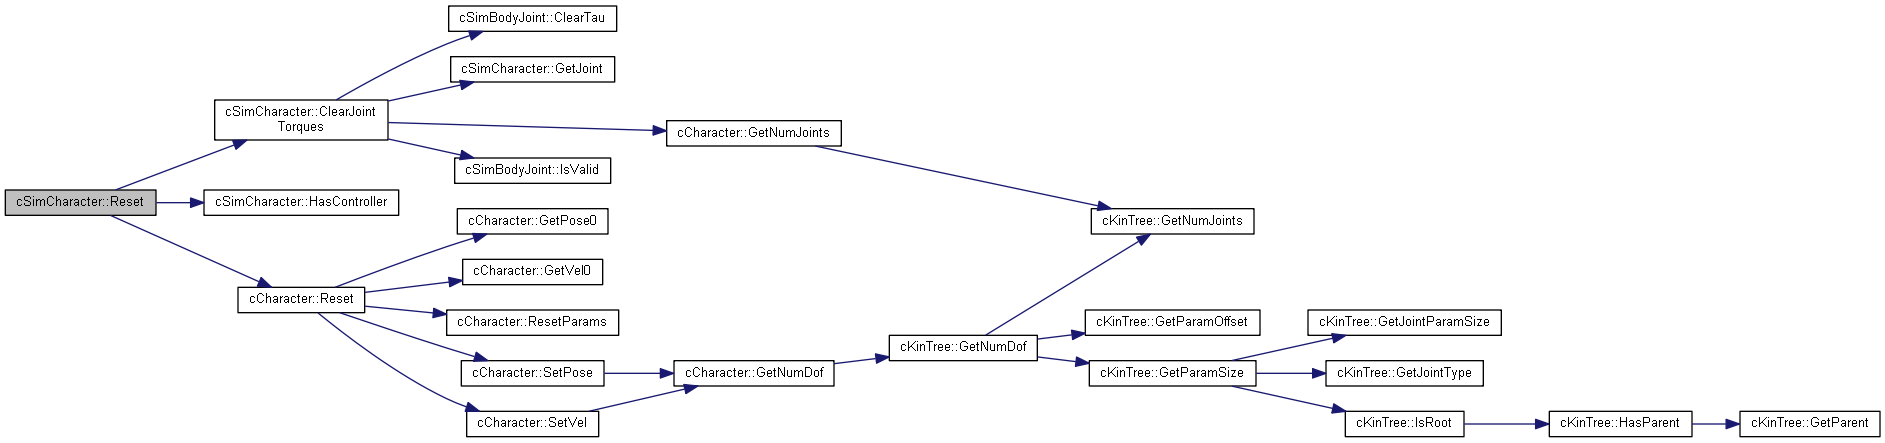 cSimBodyJoint::ClearTau
cSimCharacter::GetJoint
cSimCharacter::ClearJoint
Torques
cCharacter::GetNumJoints
cSimBodyJoint::IsValid
cSimCharacter::Reset
cSimCharacter::HasController
cCharacter::GetPose0
cKinTree::GetNumJoints
cCharacter::GetVel0
cCharacter::Reset
cCharacter::ResetParams
cKinTree::GetParamOffset
cKinTree::GetJointParamSize
cKinTree::GetNumDof
cCharacter::SetPose
cCharacter::GetNumDof
cKinTree::GetParamSize
cKinTree::GetJointType
cCharacter::SetVel
cKinTree::IsRoot
cKinTree::HasParent
cKinTree::GetParent